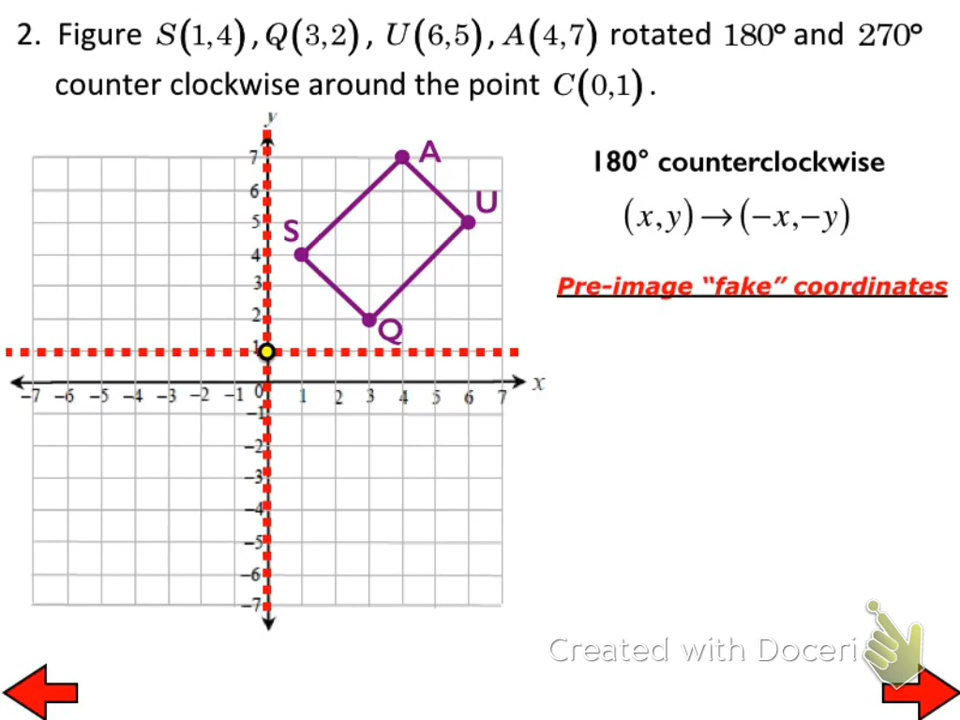 2. Figure S(1,4), Q(3,2), U(6,5), A(4,7) rotated 180° and 270°
counter clockwise around the point C(0,1).
180° counterclockwise
(x,y)→(−x,−y)
Pre-image “fake” coordinates
y
A
U
S
Q
7
6
5
4
3
2
1
−7 −6 −5 −4 −3 −2 −1 0 1 2 3 4 5 6 7 x
−1
−2
−3
−4
−5
−6
−7
Created with Doceri